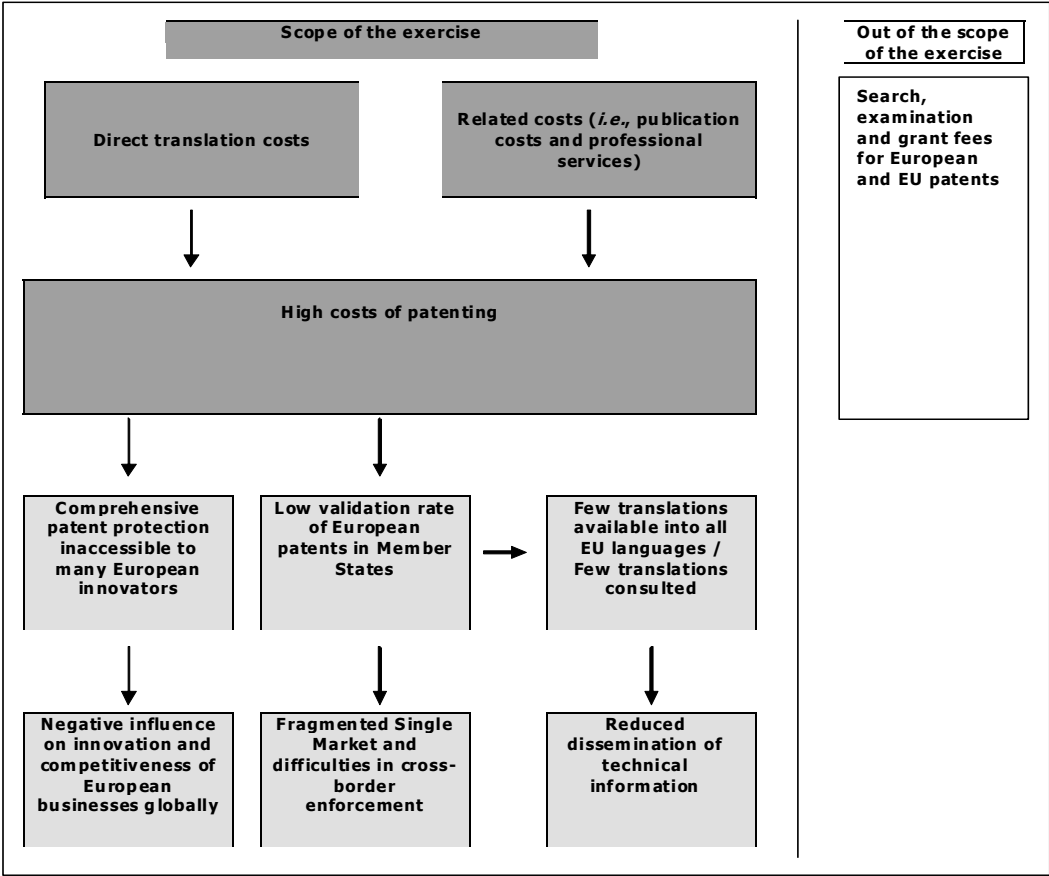 Scope of the exercise
Out of the scope
of the exercise
Direct translation costs
Related costs (i.e., publication
costs and professional
services)
Search,
examination
and grant fees
for European
and EU patents
High costs of patenting
Comprehensive
patent protection
inaccessible to
many European
innovators
Low validation rate
of European
patents in Member
States
Few translations
available into all
EU languages /
Few translations
consulted
Negative influence
on innovation and
competitiveness of
European
businesses globally
Fragmented Single
Market and
difficulties in cross-
border
enforcement
Reduced
dissemination of
technical
information